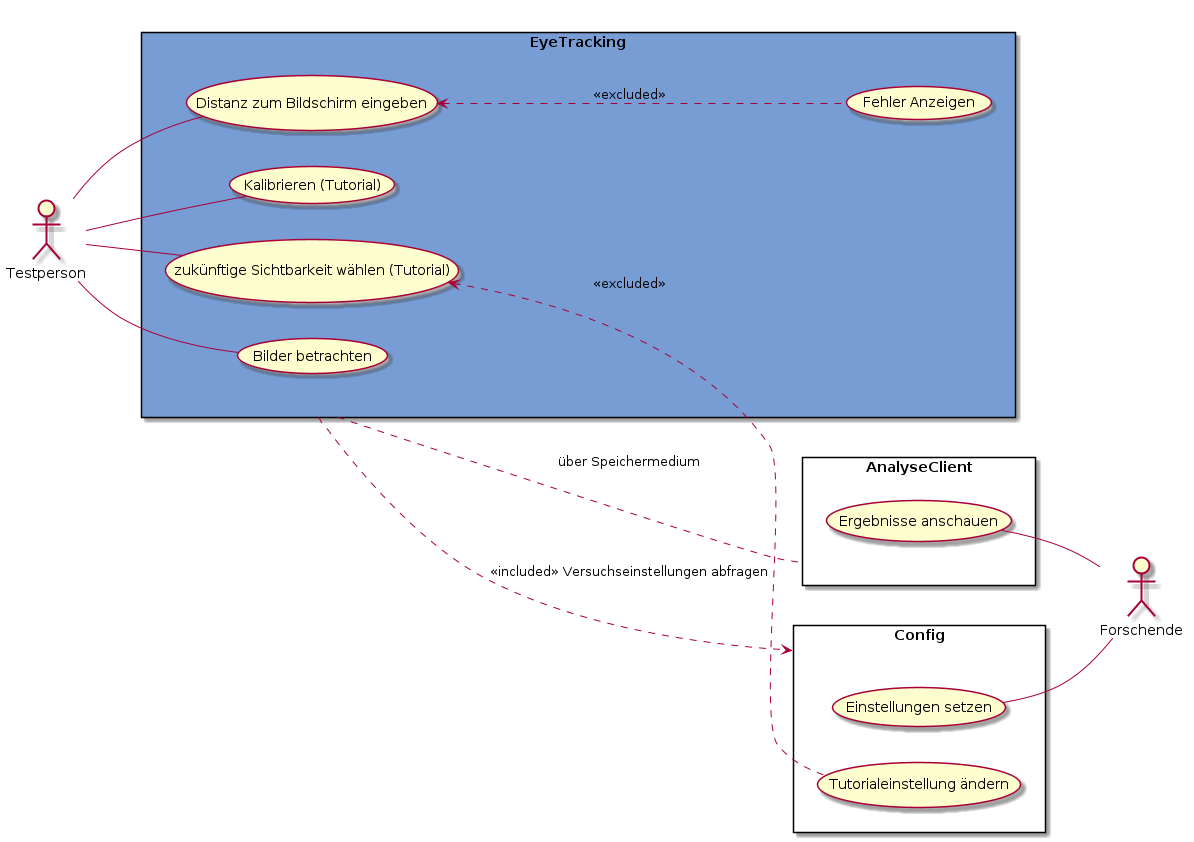 EyeTracking
Distanz zum Bildschirm eingeben
«excluded»
Fehler Anzeigen
Kalibrieren (Tutorial)
Testperson
zukünftige Sichtbarkeit wählen (Tutorial)
«excluded»
Bilder betrachten
über Speichermedium
AnalyseClient
Ergebnisse anschauen
«included» Versuchseinstellungen abfragen
Forschende
Config
Einstellungen setzen
Tutorialeinstellung ändern